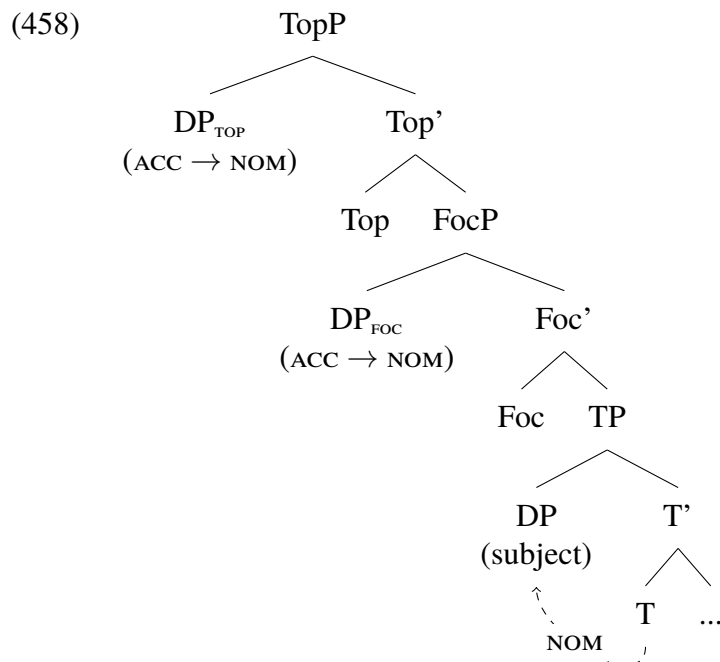 (458) TopP
DP_TOP Top’
(ACC → NOM)
Top FocP
DP_FOC Foc’
(ACC → NOM)
Foc TP
DP T’
(subject)
T ...
NOM